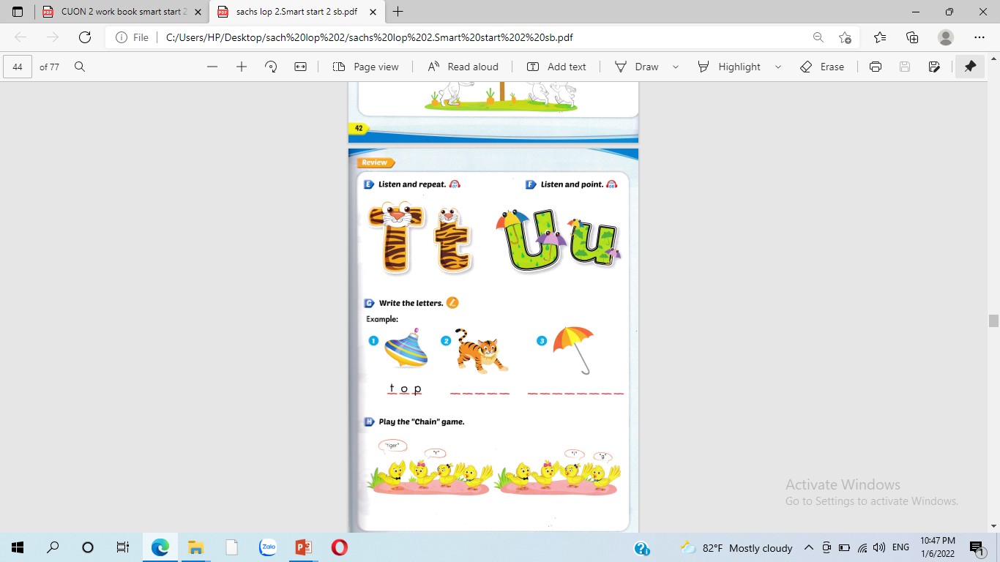 CUON 2 work book smart start 2
sachs lop 2.Smart start 2 sb.pdf
File
C:/Users/HP/Desktop/sach%20lop%202/sachs%20lop%202.Smart%20start%202%20sb.pdf
44 of 77
Page view
Read aloud
Add text
Draw
Highlight
Erase
42
Review
E Listen and repeat.
F Listen and point.
T t U u
G Write the letters.
Example:
1 2 3
t o p
H Play the "Chain" game.
"tiger"
"t"
"i"
"g"
Activate Windows
Go to Settings to activate Windows.
Zalo
82°F Mostly cloudy
ENG
10:47 PM
1/6/2022
1